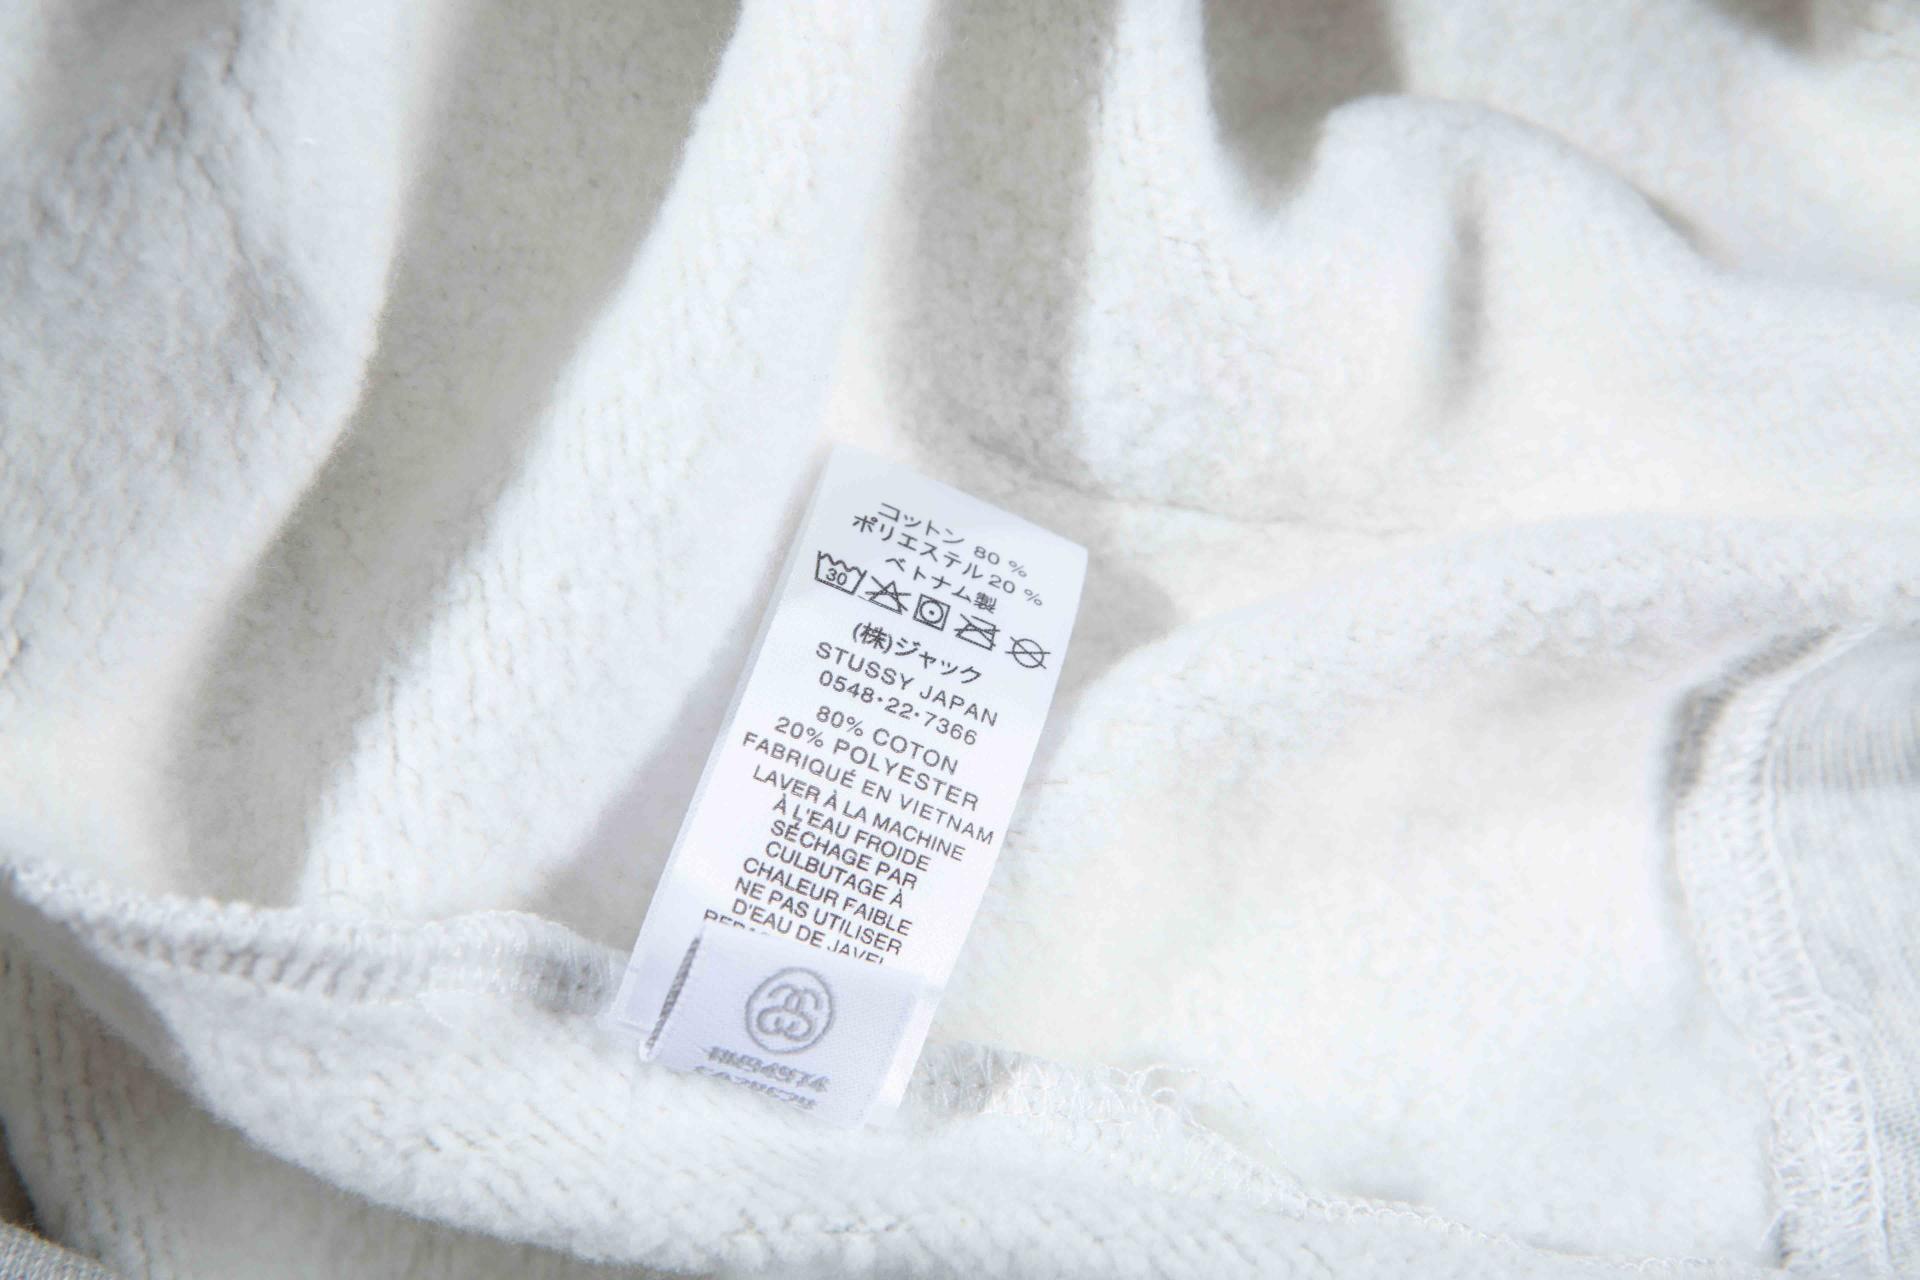 コットン 80 %
ポリエステル 20 %
ベトナム製
30
(株)ジャック
STUSSY JAPAN
0548･22･7366
80% COTON
20% POLYESTER
FABRIQUÉ EN VIETNAM
LAVER À LA MACHINE
À L'EAU FROIDE
SÉCHAGE PAR
CULBUTAGE À
CHALEUR FAIBLE
NE PAS UTILISER
D'EAU DE JAVEL